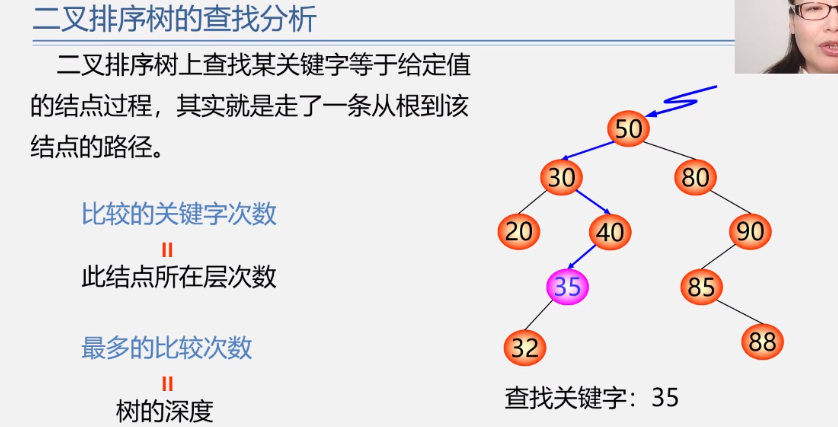 二叉排序树的查找分析
二叉排序树上查找某关键字等于给定值
的结点过程，其实就是走了一条从根到该
结点的路径。
比较的关键字次数
=
此结点所在层次数
最多的比较次数
=
树的深度
50
30 80
20 40 90
35 85
32 88
查找关键字：35